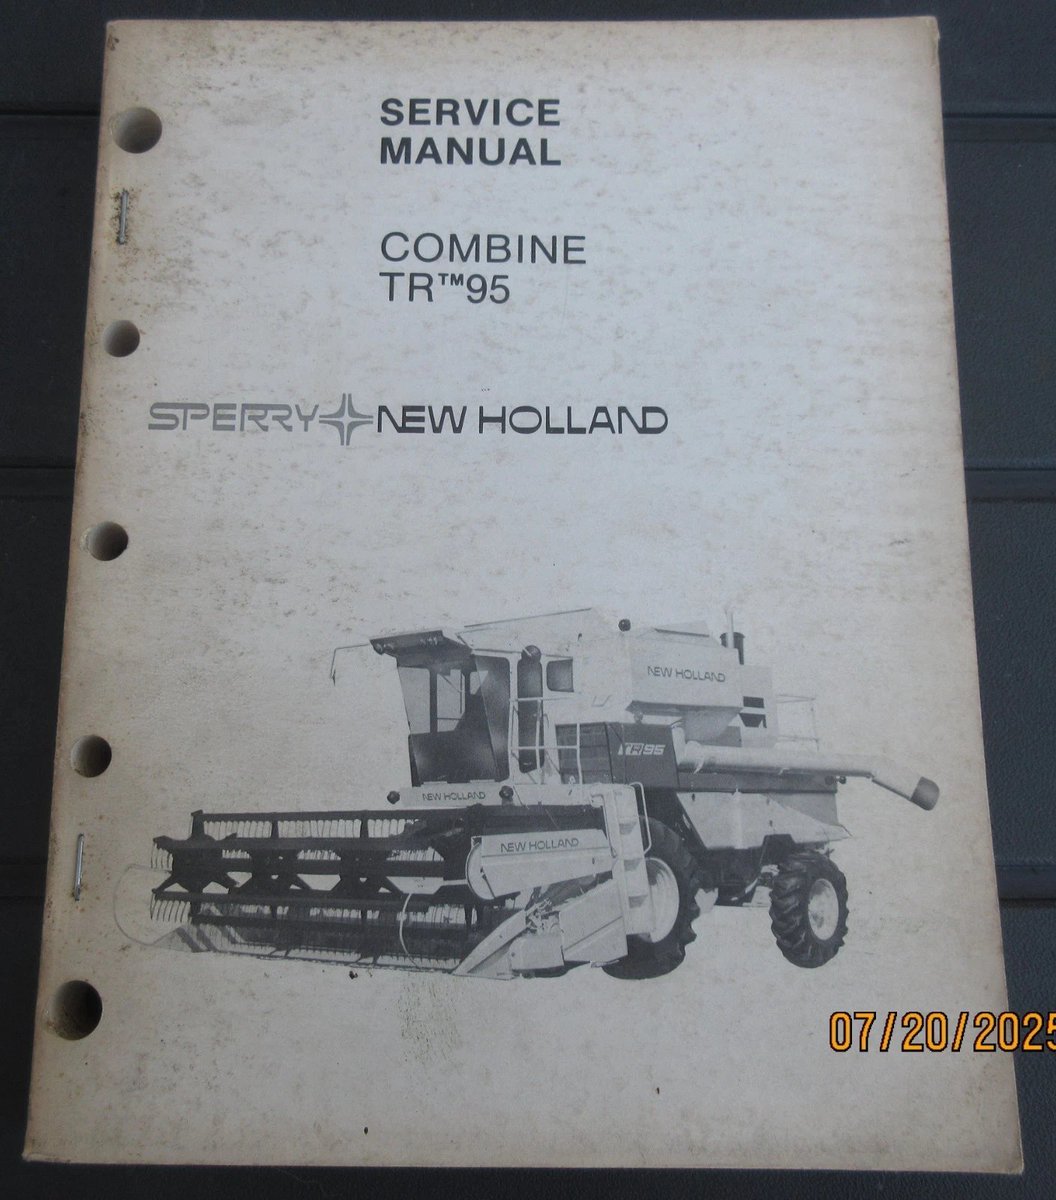 SERVICE
MANUAL
COMBINE
TR™95
SPERRY NEW HOLLAND
NEW HOLLAND
TR95
NEW HOLLAND
NEW HOLLAND
07/20/2025